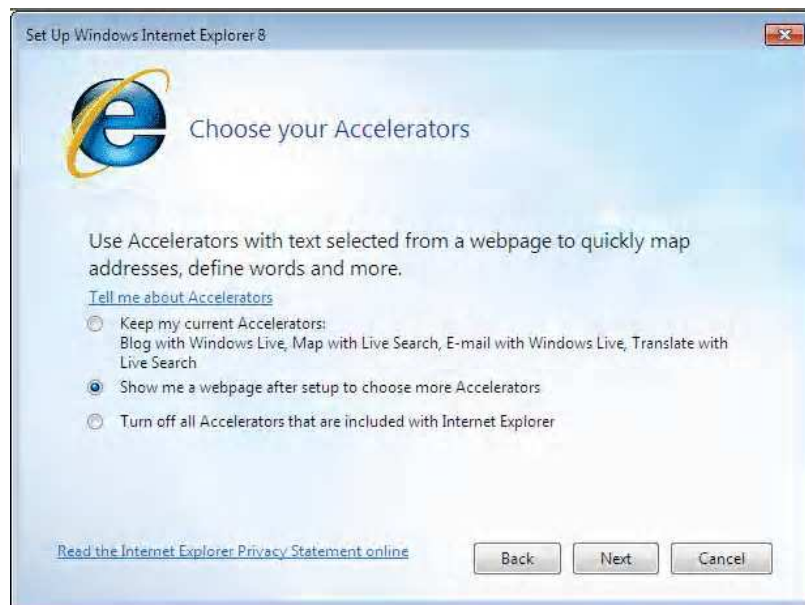 Set Up Windows Internet Explorer 8
Choose your Accelerators
Use Accelerators with text selected from a webpage to quickly map
addresses, define words and more.
Tell me about Accelerators
Keep my current Accelerators:
Blog with Windows Live, Map with Live Search, E-mail with Windows Live, Translate with
Live Search
Show me a webpage after setup to choose more Accelerators
Turn off all Accelerators that are included with Internet Explorer
Read the Internet Explorer Privacy Statement online
Back
Next
Cancel